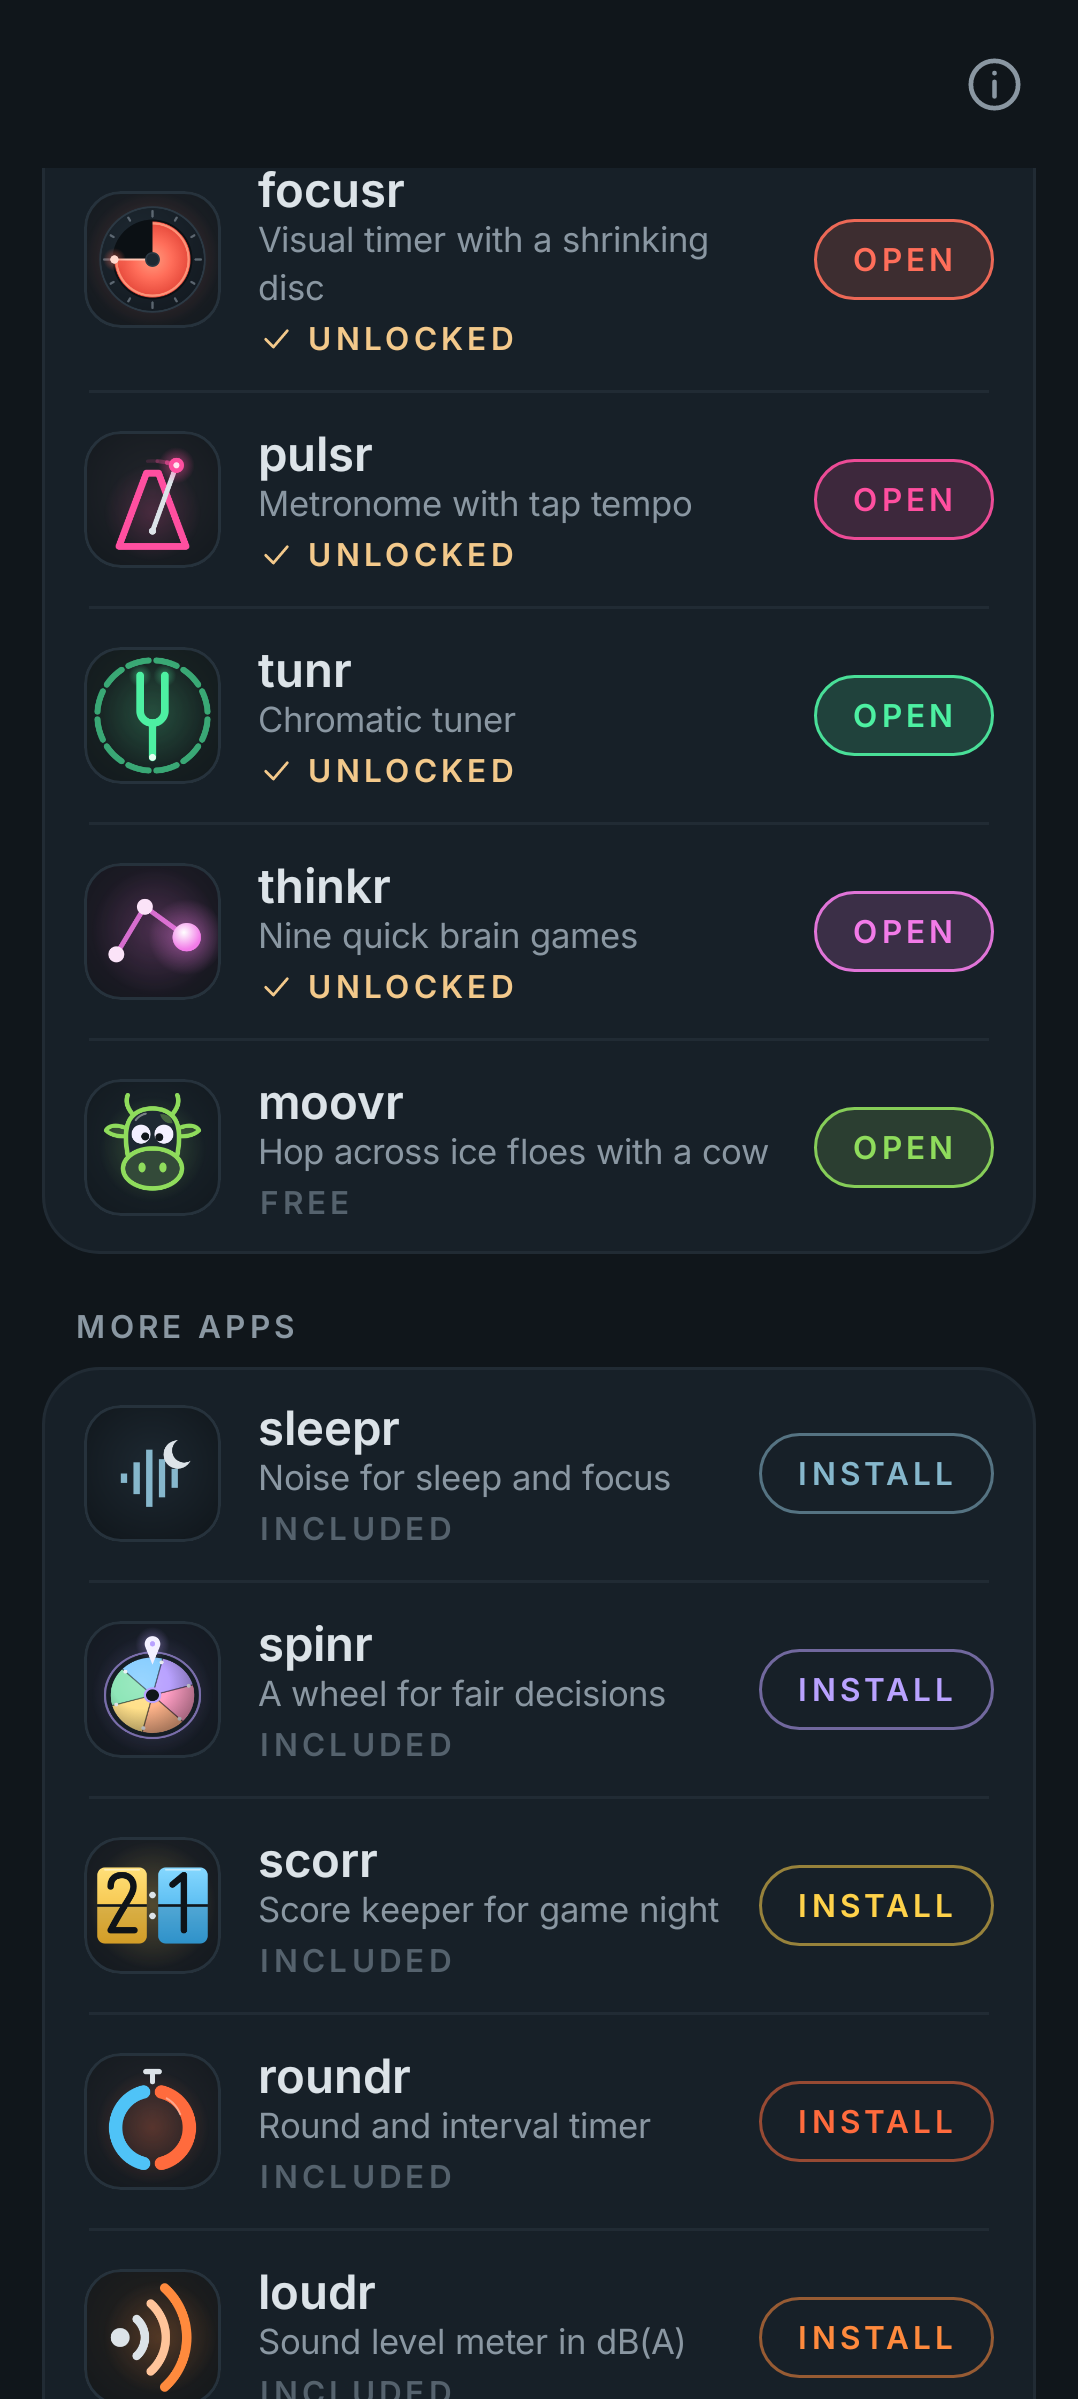 focusr
Visual timer with a shrinking
disc
✓ UNLOCKED
OPEN
pulsr
Metronome with tap tempo
✓ UNLOCKED
OPEN
tunr
Chromatic tuner
✓ UNLOCKED
OPEN
thinkr
Nine quick brain games
✓ UNLOCKED
OPEN
moovr
Hop across ice floes with a cow
FREE
OPEN
MORE APPS
sleepr
Noise for sleep and focus
INCLUDED
INSTALL
spinr
A wheel for fair decisions
INCLUDED
INSTALL
2:1
scorr
Score keeper for game night
INCLUDED
INSTALL
roundr
Round and interval timer
INCLUDED
INSTALL
loudr
Sound level meter in dB(A)
INCLUDED
INSTALL